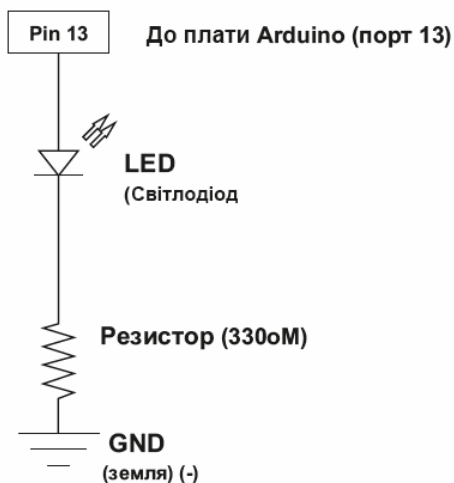 Pin 13
До плати Arduino (порт 13)
LED
(Світлодіод
Резистор (330оМ)
GND
(земля) (-)